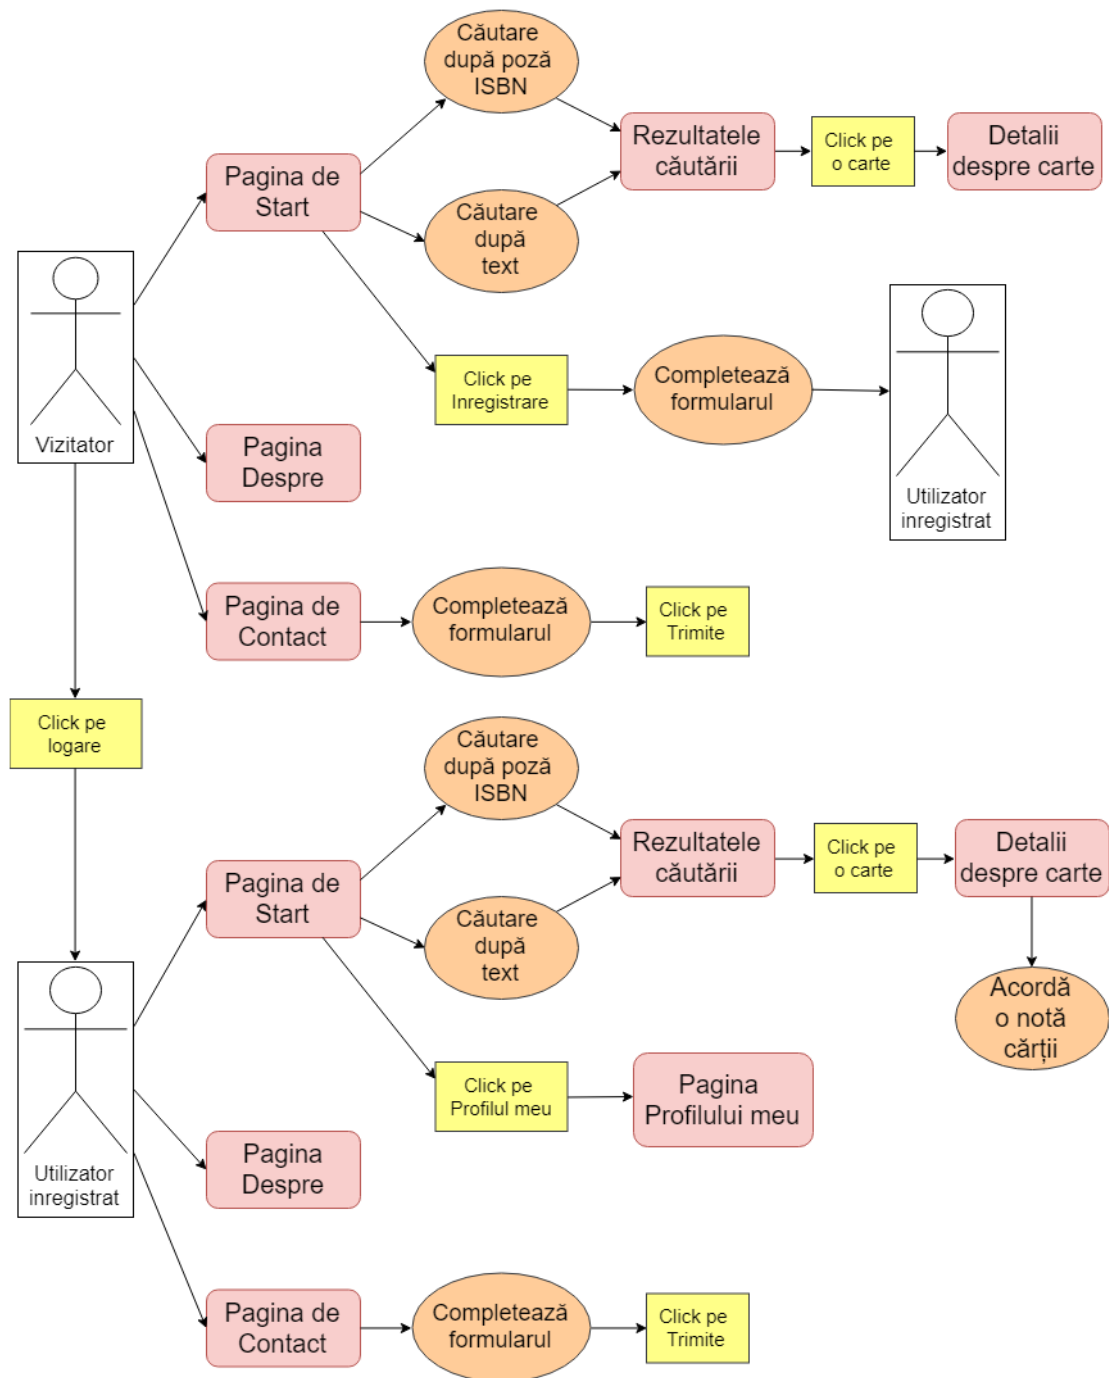 Căutare
după poză
ISBN
Rezultatele
căutării
Click pe
o carte
Detalii
despre carte
Pagina de
Start
Căutare
după
text
Click pe
Inregistrare
Completează
formularul
Utilizator
inregistrat
Vizitator
Pagina
Despre
Pagina de
Contact
Completează
formularul
Click pe
Trimite
Click pe
logare
Căutare
după poză
ISBN
Rezultatele
căutării
Click pe
o carte
Detalii
despre carte
Pagina de
Start
Căutare
după
text
Acordă
o notă
cărții
Click pe
Profilul meu
Pagina
Profilului meu
Utilizator
inregistrat
Pagina
Despre
Pagina de
Contact
Completează
formularul
Click pe
Trimite